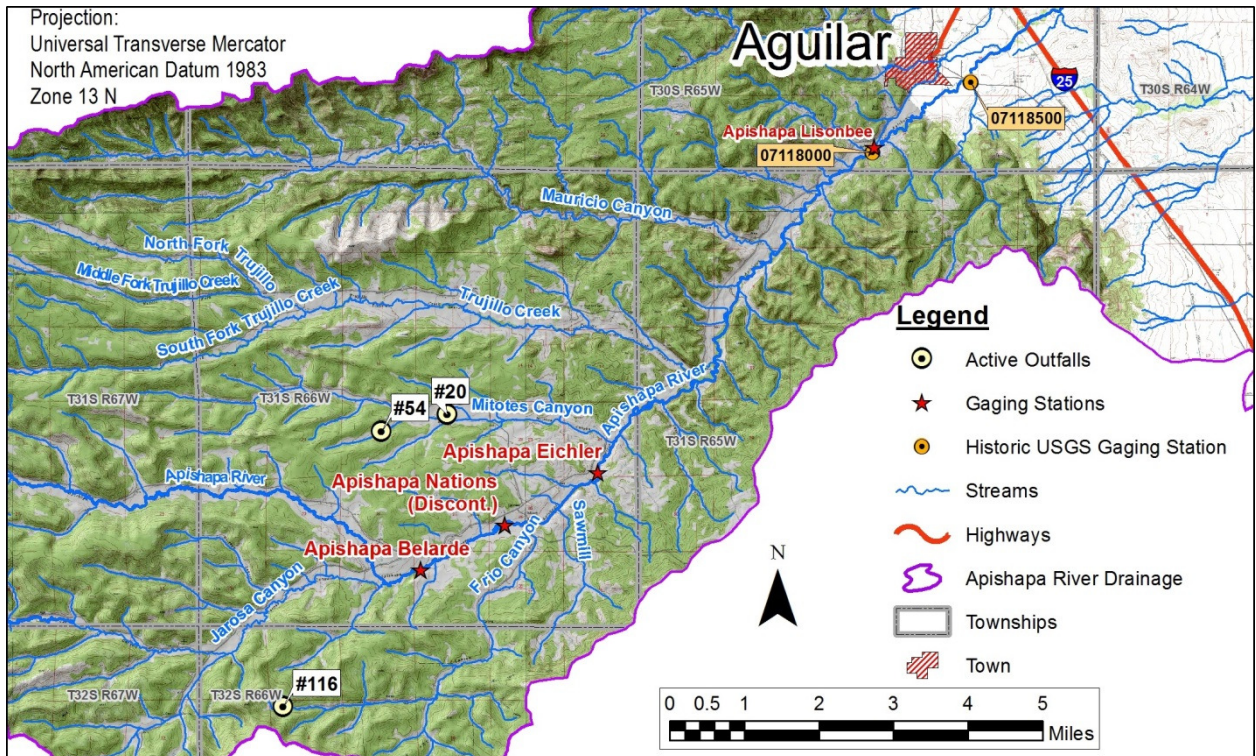 Projection:
Universal Transverse Mercator
North American Datum 1983
Zone 13 N
Aguilar
T30S R65W
25
T30S R64W
07118500
Apishapa Lisonbee
07118000
Mauricio Canyon
North Fork Trujillo
Middle Fork Trujillo Creek
South Fork Trujillo Creek
Trujillo Creek
Apishapa River
T31S R67W
T31S R66W
#54
#20
Mitotes Canyon
T31S R65W
Apishapa Eichler
Apishapa River
Apishapa Nations
(Discont.)
Sawmill
Apishapa Belarde
Frio Canyon
Jarosa Canyon
T32S R67W
T32S R66W
#116
Legend
Active Outfalls
Gaging Stations
Historic USGS Gaging Station
Streams
Highways
Apishapa River Drainage
Townships
Town
N
0 0.5 1 2 3 4 5
Miles